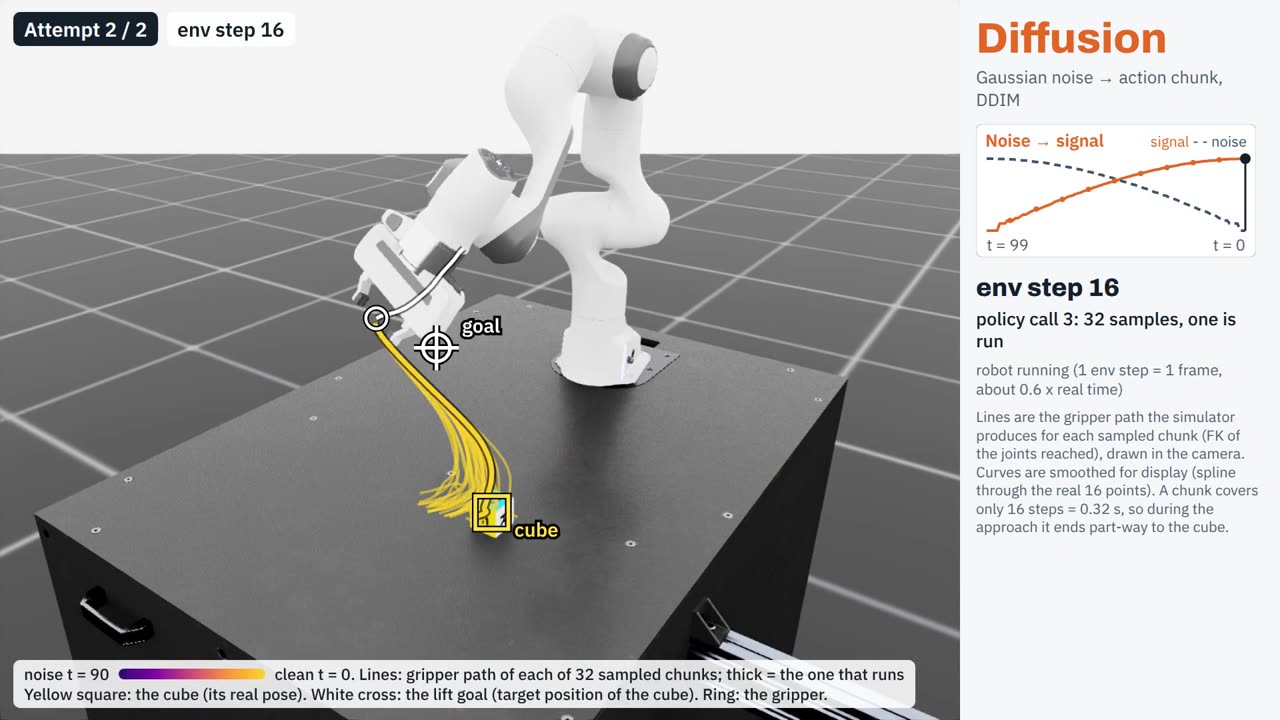 Attempt 2 / 2
env step 16
goal
cube
noise t = 90
clean t = 0. Lines: gripper path of each of 32 sampled chunks; thick = the one that runs
Yellow square: the cube (its real pose). White cross: the lift goal (target position of the cube). Ring: the gripper.
Diffusion
Gaussian noise → action chunk,
DDIM
Noise → signal
signal - - noise
t = 99
t = 0
env step 16
policy call 3: 32 samples, one is
run
robot running (1 env step = 1 frame,
about 0.6 x real time)
Lines are the gripper path the simulator
produces for each sampled chunk (FK of
the joints reached), drawn in the camera.
Curves are smoothed for display (spline
through the real 16 points). A chunk covers
only 16 steps = 0.32 s, so during the
approach it ends part-way to the cube.